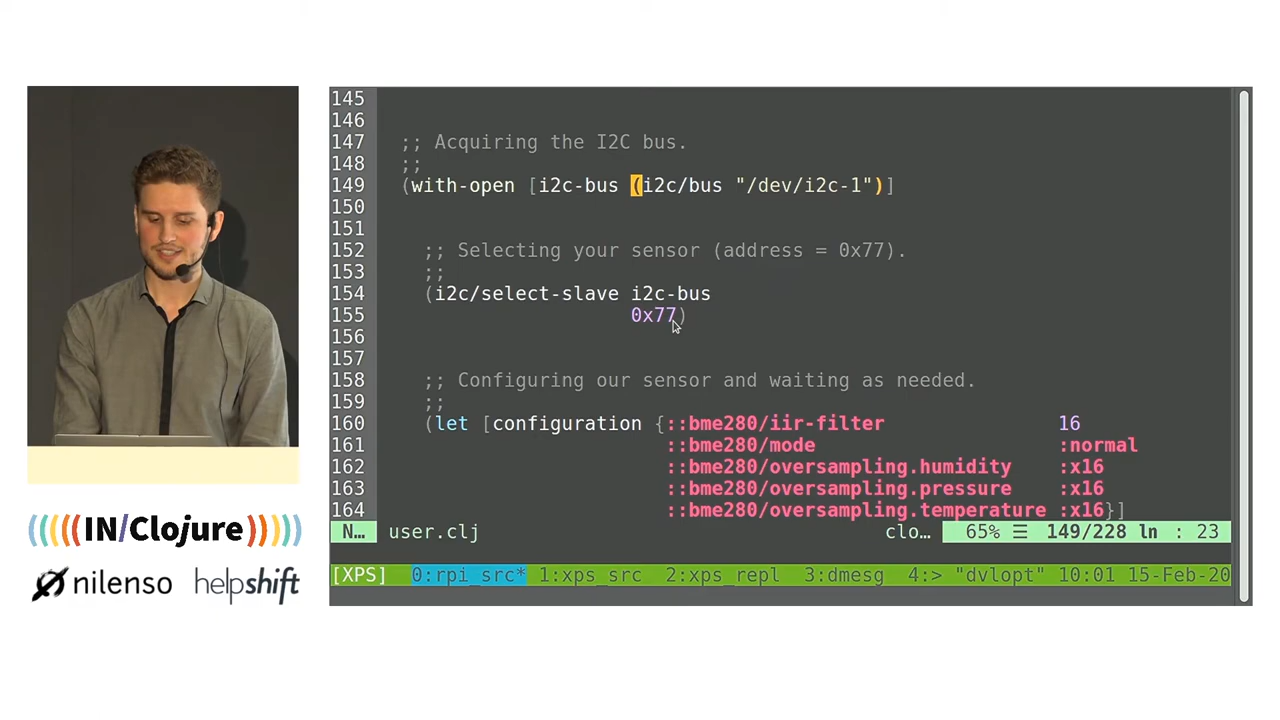 145
146
147 ;; Acquiring the I2C bus.
148 ;;
149 (with-open [i2c-bus (i2c/bus "/dev/i2c-1")]
150
151
152 ;; Selecting your sensor (address = 0x77).
153 ;;
154 (i2c/select-slave i2c-bus
155 0x77)
156
157
158 ;; Configuring our sensor and waiting as needed.
159 ;;
160 (let [configuration {::bme280/iir-filter 16
161 ::bme280/mode :normal
162 ::bme280/oversampling.humidity :x16
163 ::bme280/oversampling.pressure :x16
164 ::bme280/oversampling.temperature :x16}]
N… user.clj clo… 65% ☰ 149/228 ln : 23
[XPS] 0:rpi_src* 1:xps_src 2:xps_repl 3:dmesg 4:> "dvlopt" 10:01 15-Feb-20
(((((IN/Clojure)))))
nilenso helpshift